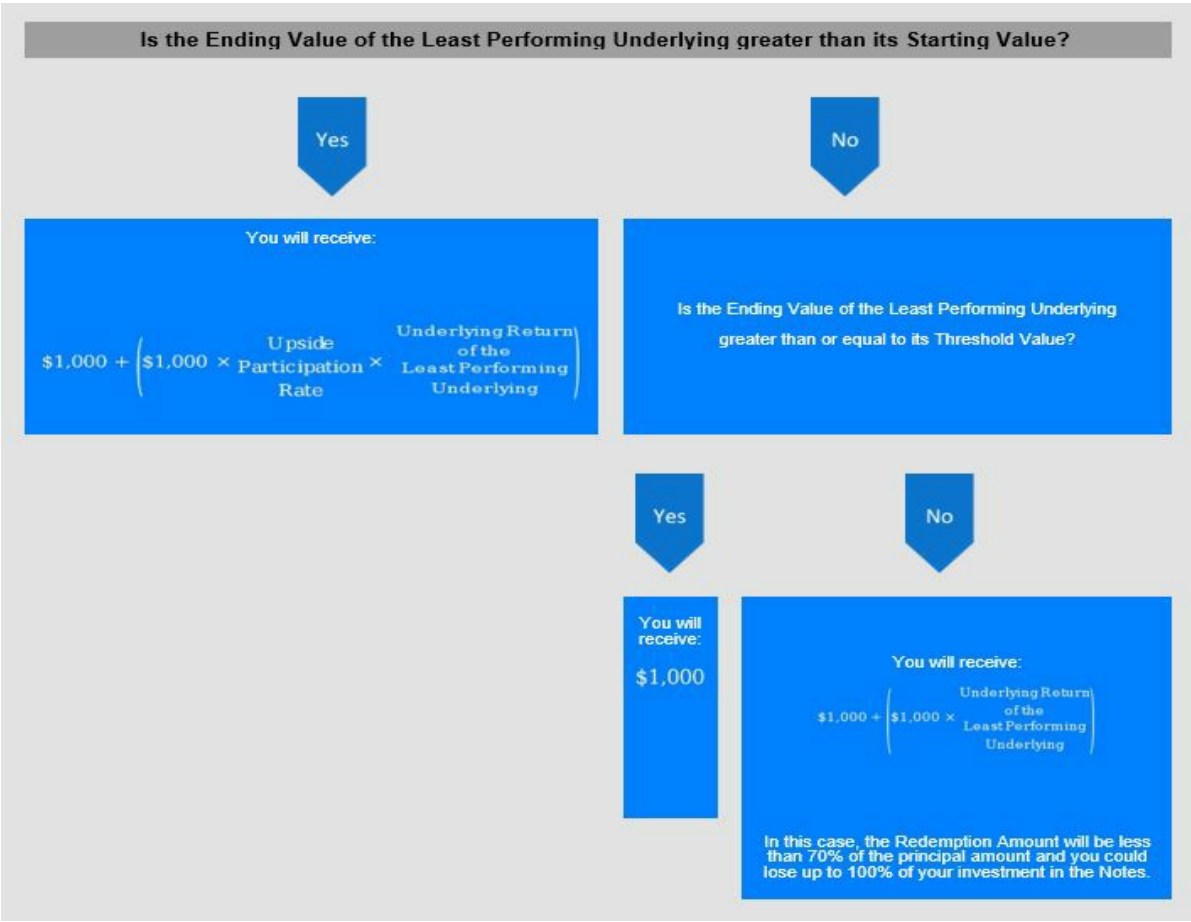 Is the Ending Value of the Least Performing Underlying greater than its Starting Value?
Yes
No
You will receive:
$1,000 + ($1,000 × Upside Participation Rate × Underlying Return of the Least Performing Underlying)
Is the Ending Value of the Least Performing Underlying
greater than or equal to its Threshold Value?
Yes
No
You will
receive:
$1,000
You will receive:
$1,000 + ($1,000 × Underlying Return of the Least Performing Underlying)
In this case, the Redemption Amount will be less
than 70% of the principal amount and you could
lose up to 100% of your investment in the Notes.